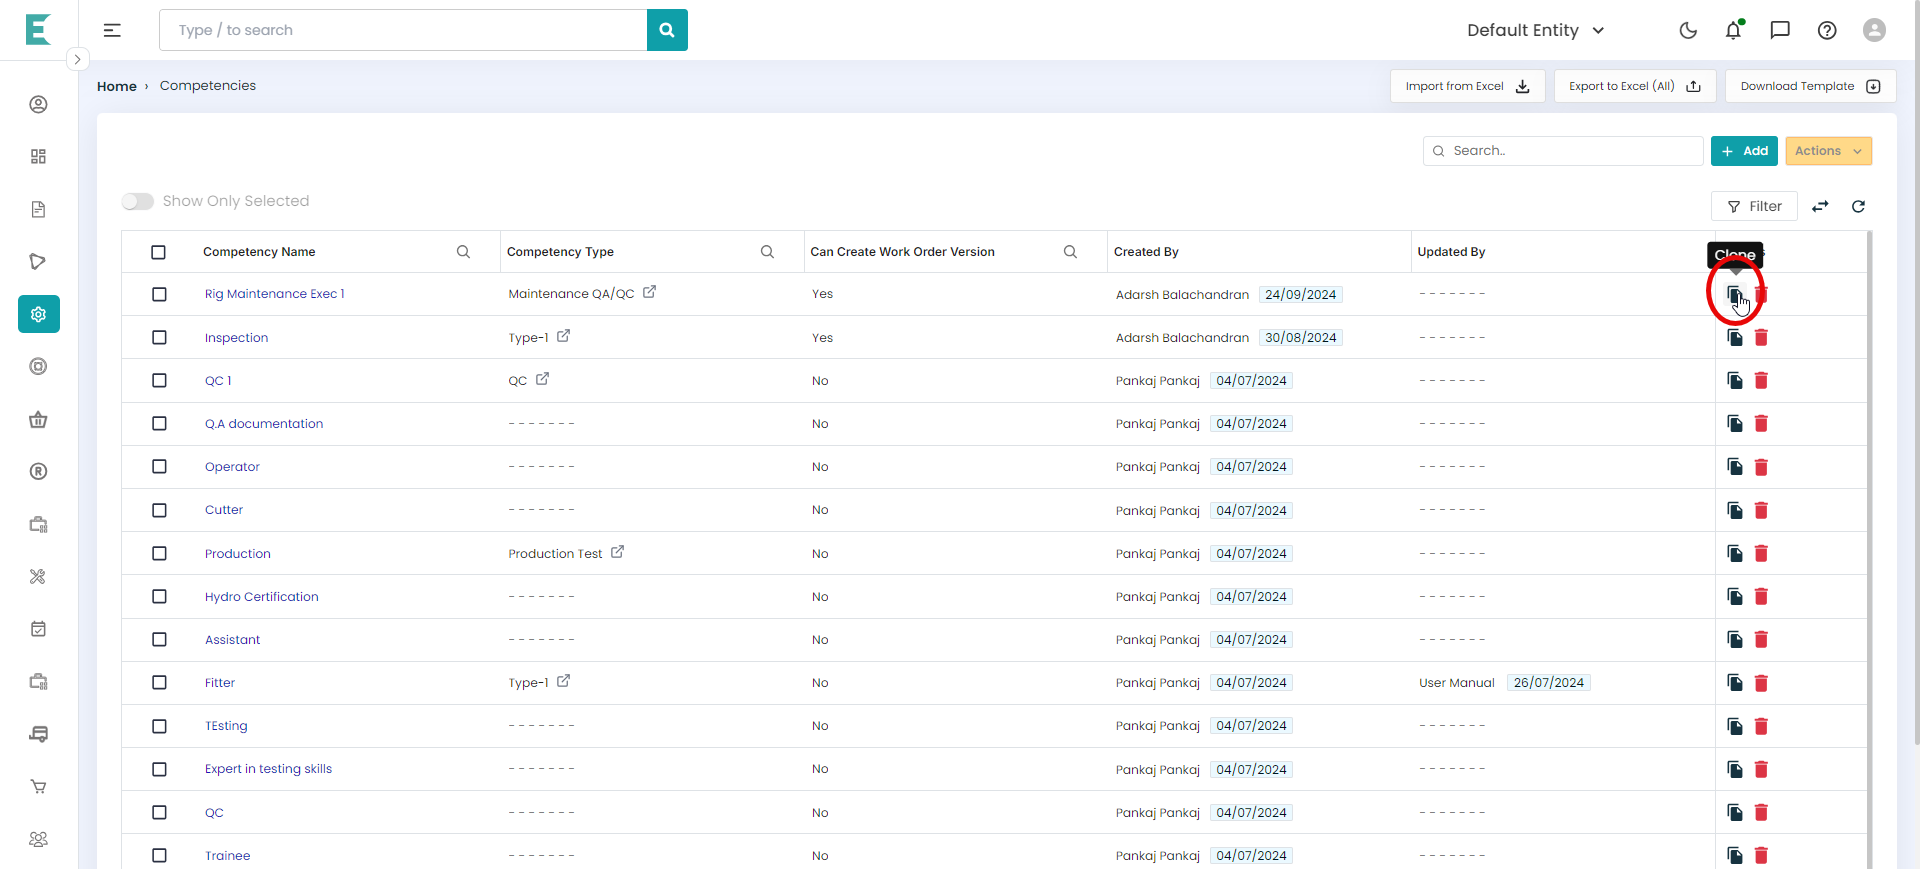 Type / to search
Default Entity
Home › Competencies
Import from Excel
Export to Excel (All)
Download Template
Search..
+ Add
Actions
Show Only Selected
Filter
Competency Name
Competency Type
Can Create Work Order Version
Created By
Updated By
Clone
Rig Maintenance Exec 1 Maintenance QA/QC Yes Adarsh Balachandran 24/09/2024 -------
Inspection Type-1 Yes Adarsh Balachandran 30/08/2024 -------
QC 1 QC No Pankaj Pankaj 04/07/2024 -------
Q.A documentation ------- No Pankaj Pankaj 04/07/2024 -------
Operator ------- No Pankaj Pankaj 04/07/2024 -------
Cutter ------- No Pankaj Pankaj 04/07/2024 -------
Production Production Test No Pankaj Pankaj 04/07/2024 -------
Hydro Certification ------- No Pankaj Pankaj 04/07/2024 -------
Assistant ------- No Pankaj Pankaj 04/07/2024 -------
Fitter Type-1 No Pankaj Pankaj 04/07/2024 User Manual 26/07/2024
TEsting ------- No Pankaj Pankaj 04/07/2024 -------
Expert in testing skills ------- No Pankaj Pankaj 04/07/2024 -------
QC ------- No Pankaj Pankaj 04/07/2024 -------
Trainee ------- No Pankaj Pankaj 04/07/2024 -------